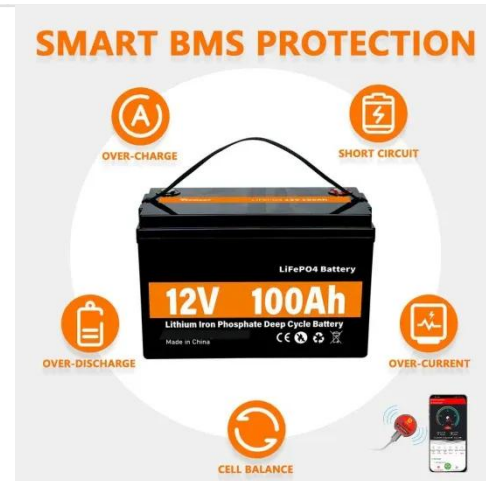 SMART BMS PROTECTION
A
OVER-CHARGE
SHORT CIRCUIT
LiFePO4 Battery
12V 100Ah
Lithium Iron Phosphate Deep Cycle Battery
Made in China
CE
OVER-DISCHARGE
OVER-CURRENT
CELL BALANCE